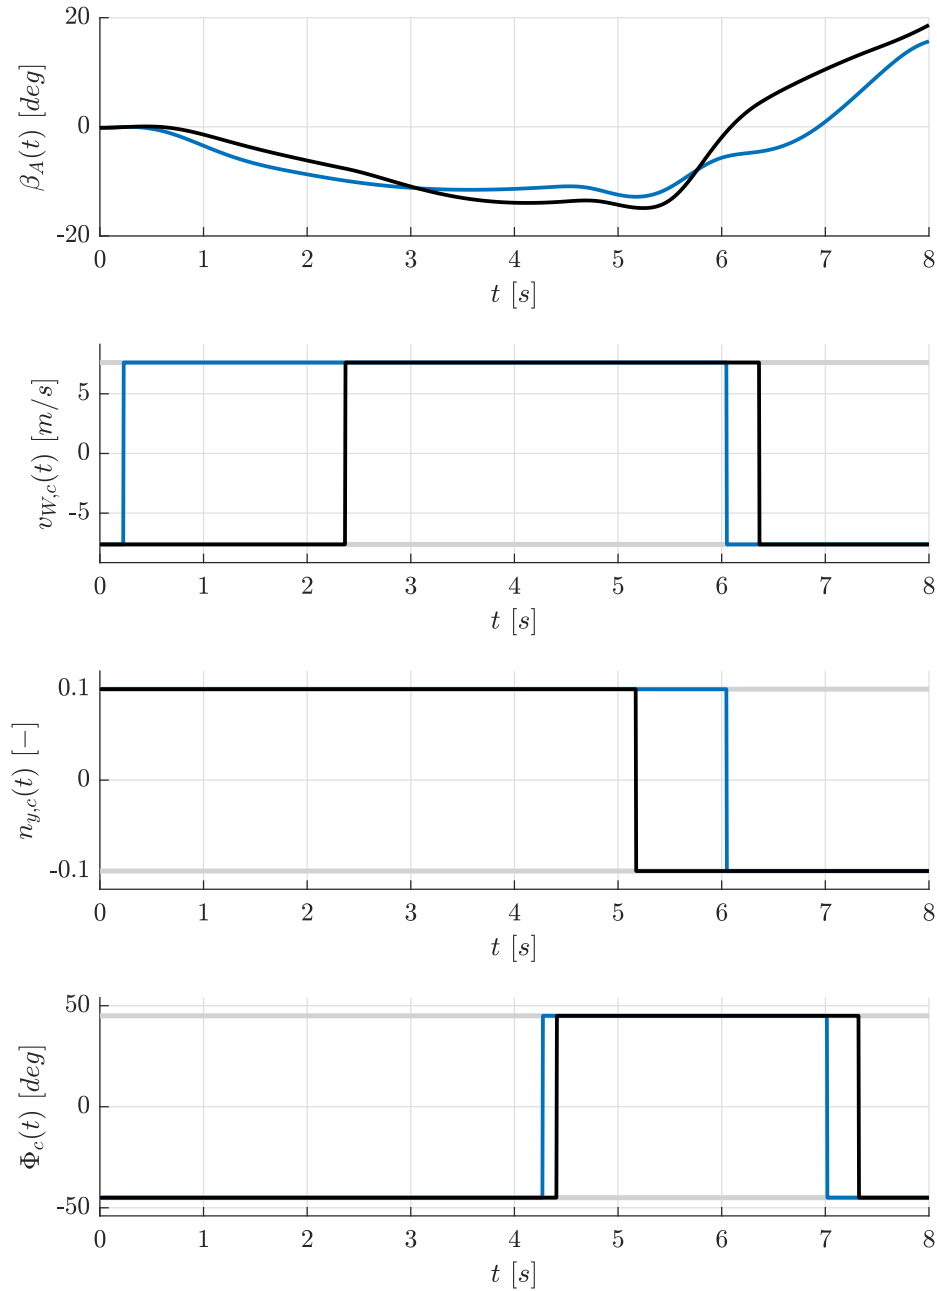 20
0
-20
β_A(t) [deg]
0 1 2 3 4 5 6 7 8
t [s]
5
0
-5
v_{W,c}(t) [m/s]
0 1 2 3 4 5 6 7 8
t [s]
0.1
0
-0.1
n_{y,c}(t) [−]
0 1 2 3 4 5 6 7 8
t [s]
50
0
-50
Φ_c(t) [deg]
0 1 2 3 4 5 6 7 8
t [s]